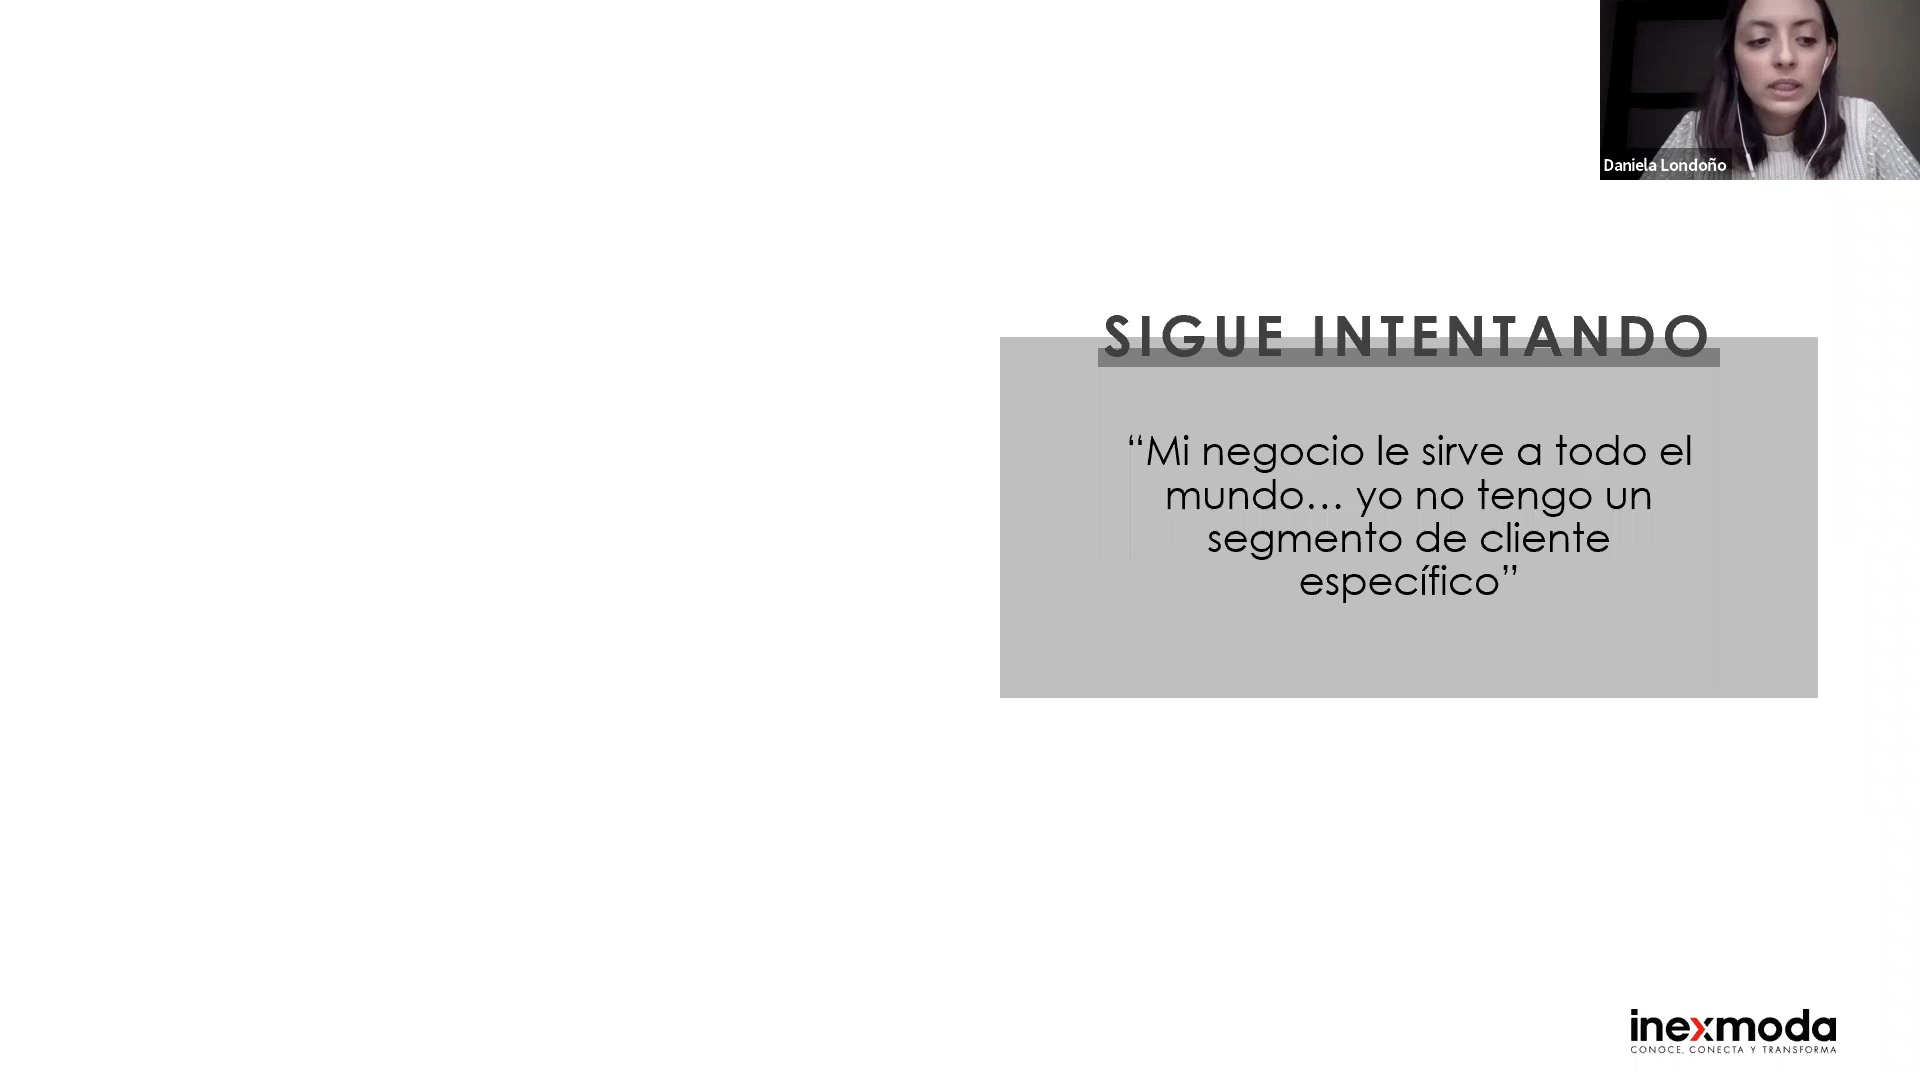 Daniela Londoño
SIGUE INTENTANDO
“Mi negocio le sirve a todo el
mundo... yo no tengo un
segmento de cliente
específico”
inexmoda
CONOCE, CONECTA Y TRANSFORMA